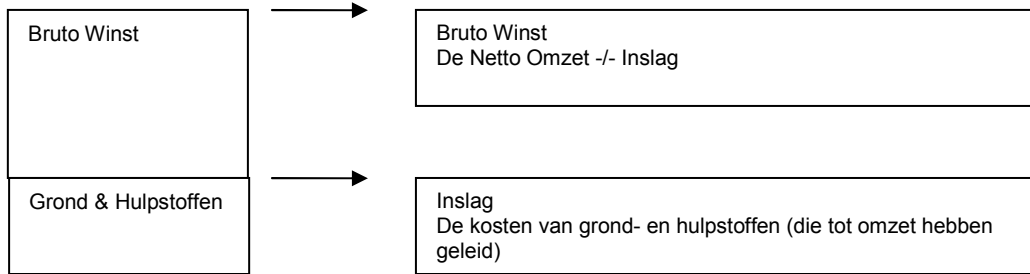 Bruto Winst
Bruto Winst
De Netto Omzet -/- Inslag
Grond & Hulpstoffen
Inslag
De kosten van grond- en hulpstoffen (die tot omzet hebben
geleid)